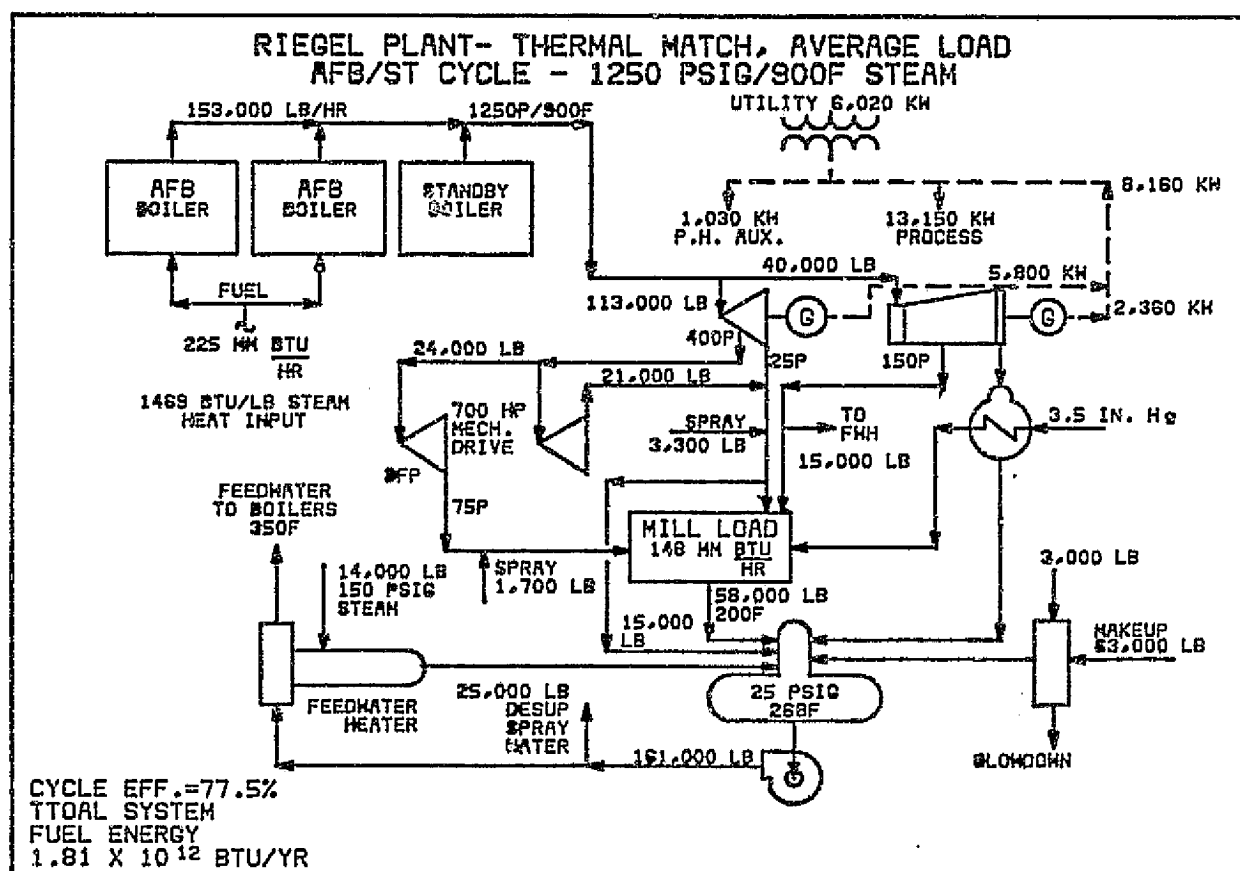 RIEGEL PLANT- THERMAL MATCH, AVERAGE LOAD
AFB/ST CYCLE - 1250 PSIG/900F STEAM
UTILITY 6,020 KW
153,000 LB/HR
1250P/900F
AFB
BOILER
AFB
BOILER
STANDBY
BOILER
8,160 KW
1,030 KW
P.H. AUX.
13,150 KW
PROCESS
FUEL
40,000 LB
5,800 KW
113,000 LB
G
G
2,360 KW
225 MM BTU
HR
400P
25P
150P
24,000 LB
21,000 LB
1469 BTU/LB STEAM
HEAT INPUT
700 HP
MECH.
DRIVE
SPRAY
3,300 LB
TO
FWH
15,000 LB
3.5 IN. Hg
BFP
FEEDWATER
TO BOILERS
350F
75P
MILL LOAD
148 MM BTU
HR
14,000 LB
150 PSIG
STEAM
SPRAY
1,700 LB
3,000 LB
58,000 LB
200F
15,000
LB
MAKEUP
63,000 LB
25 PSIG
268F
FEEDWATER
HEATER
25,000 LB
DESUP
SPRAY
WATER
161,000 LB
BLOWDOWN
CYCLE EFF.=77.5%
TTOAL SYSTEM
FUEL ENERGY
1.81 X 10 12 BTU/YR